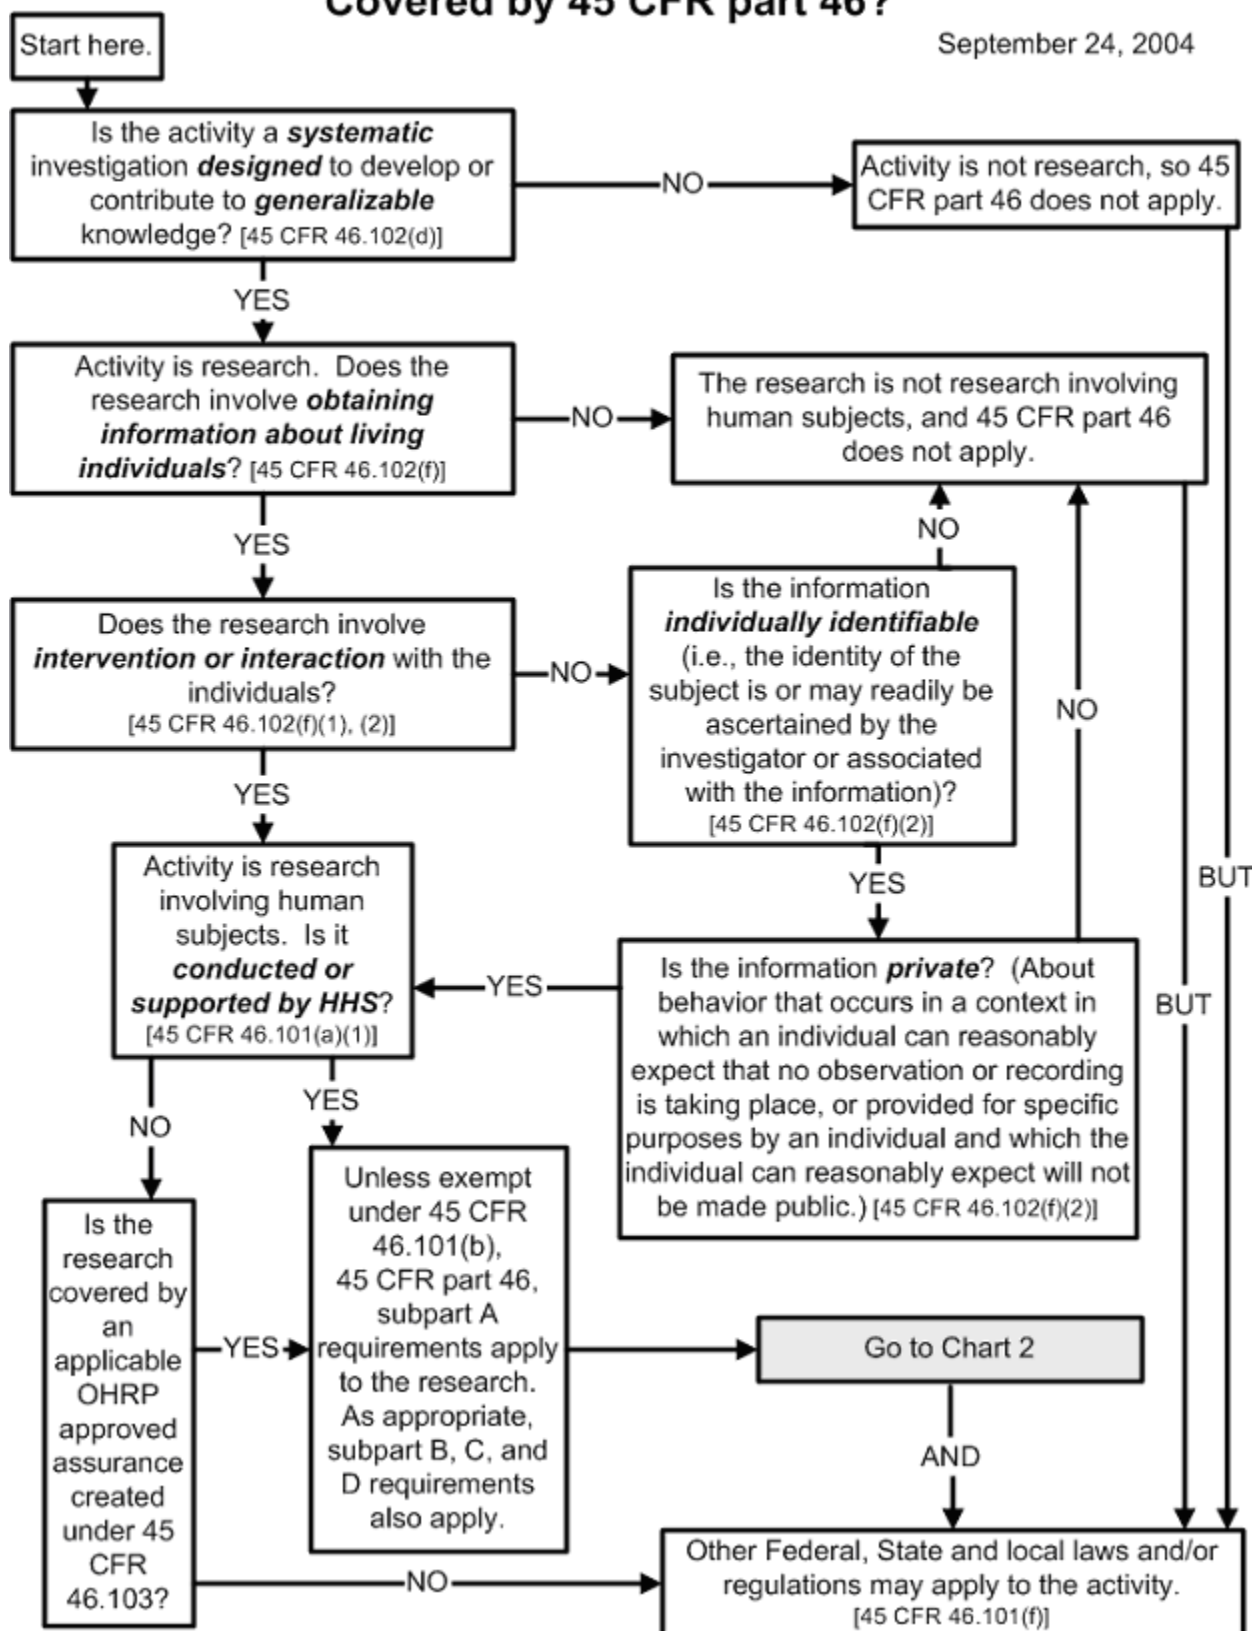 Covered by 45 CFR part 46?
Start here.
September 24, 2004
Is the activity a systematic
investigation designed to develop or
contribute to generalizable
knowledge? [45 CFR 46.102(d)]
NO
Activity is not research, so 45
CFR part 46 does not apply.
YES
Activity is research. Does the
research involve obtaining
information about living
individuals? [45 CFR 46.102(f)]
NO
The research is not research involving
human subjects, and 45 CFR part 46
does not apply.
YES
NO
Does the research involve
intervention or interaction with the
individuals?
[45 CFR 46.102(f)(1), (2)]
NO
Is the information
individually identifiable
(i.e., the identity of the
subject is or may readily be
ascertained by the
investigator or associated
with the information)?
[45 CFR 46.102(f)(2)]
NO
YES
YES
BUT
Activity is research
involving human
subjects. Is it
conducted or
supported by HHS?
[45 CFR 46.101(a)(1)]
YES
Is the information private? (About
behavior that occurs in a context in
which an individual can reasonably
expect that no observation or recording
is taking place, or provided for specific
purposes by an individual and which the
individual can reasonably expect will not
be made public.) [45 CFR 46.102(f)(2)]
BUT
NO
YES
Is the
research
covered by
an
applicable
OHRP
approved
assurance
created
under 45
CFR
46.103?
YES
Unless exempt
under 45 CFR
46.101(b),
45 CFR part 46,
subpart A
requirements apply
to the research.
As appropriate,
subpart B, C, and
D requirements
also apply.
Go to Chart 2
AND
NO
Other Federal, State and local laws and/or
regulations may apply to the activity.
[45 CFR 46.101(f)]